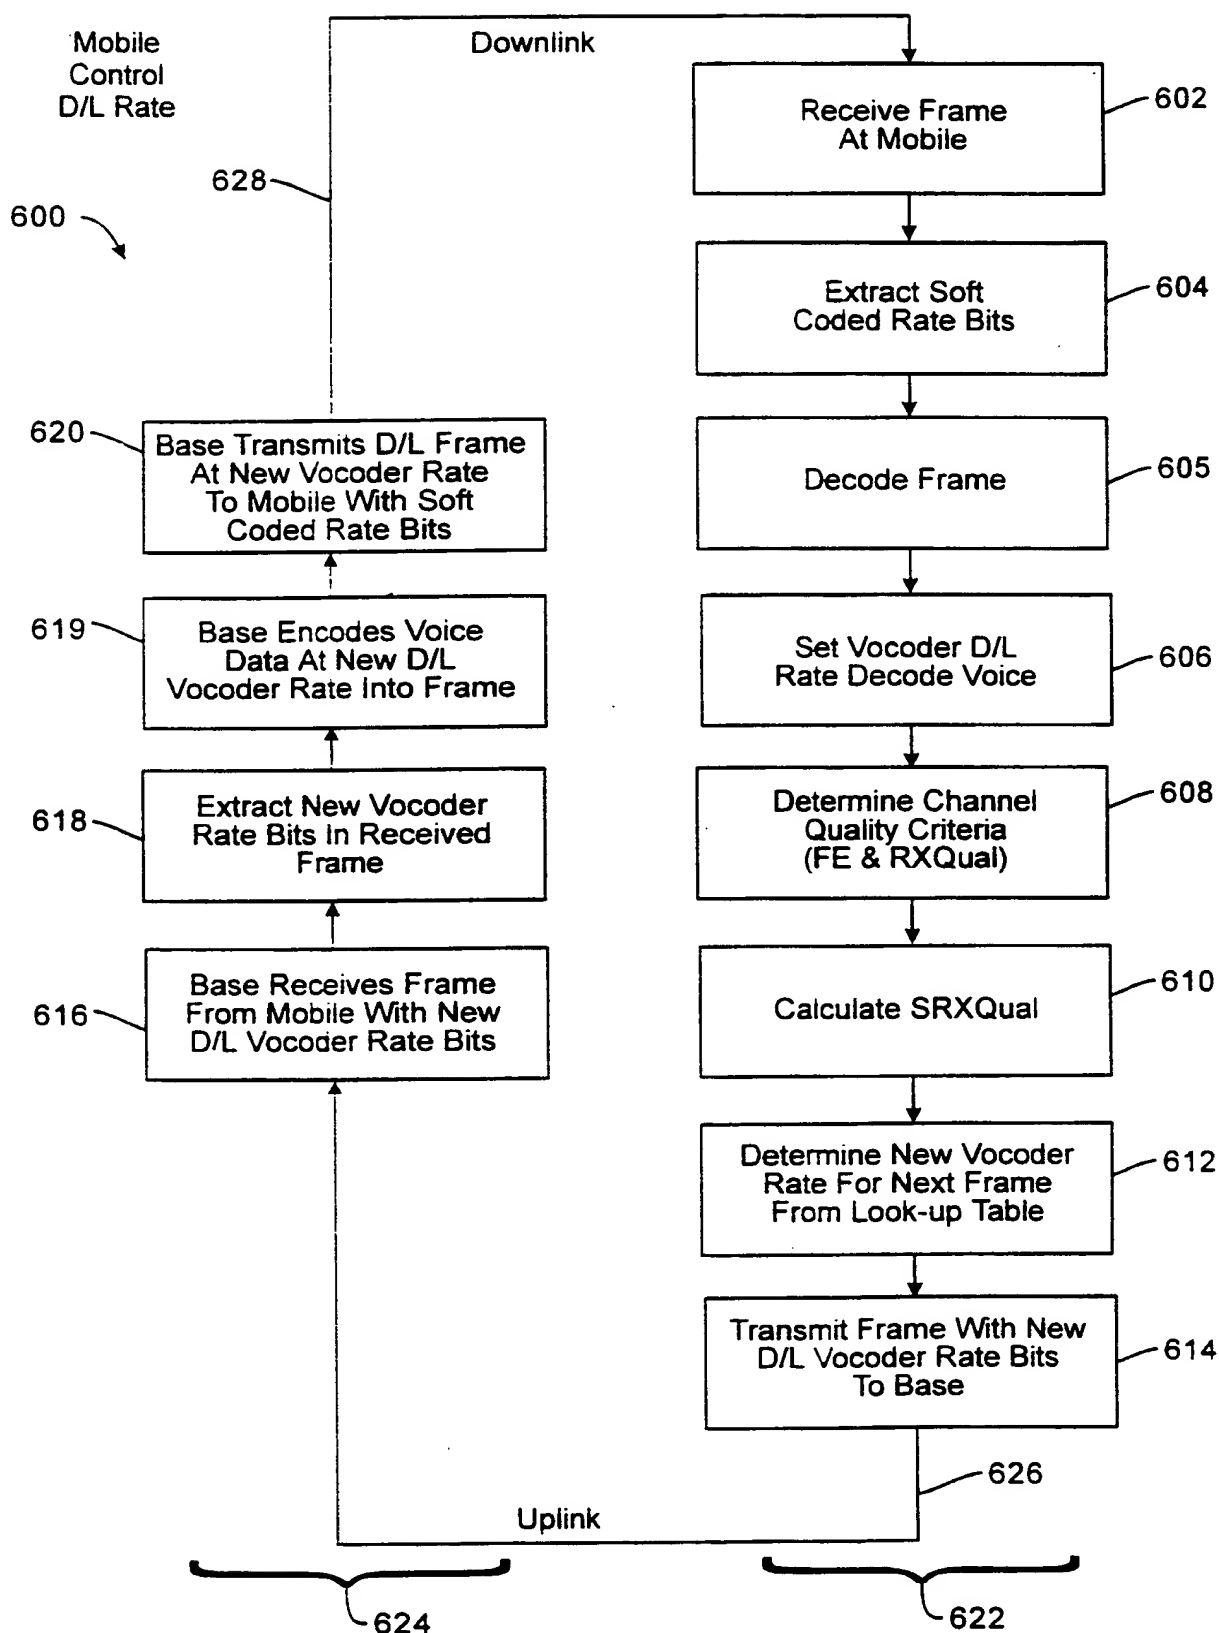 Mobile
Control
D/L Rate
600
Downlink
628
Receive Frame
At Mobile
602
Extract Soft
Coded Rate Bits
604
Decode Frame
605
Set Vocoder D/L
Rate Decode Voice
606
Determine Channel
Quality Criteria
(FE & RXQual)
608
Calculate SRXQual
610
Determine New Vocoder
Rate For Next Frame
From Look-up Table
612
Transmit Frame With New
D/L Vocoder Rate Bits
To Base
614
626
Uplink
622
620
Base Transmits D/L Frame
At New Vocoder Rate
To Mobile With Soft
Coded Rate Bits
619
Base Encodes Voice
Data At New D/L
Vocoder Rate Into Frame
618
Extract New Vocoder
Rate Bits In Received
Frame
616
Base Receives Frame
From Mobile With New
D/L Vocoder Rate Bits
624